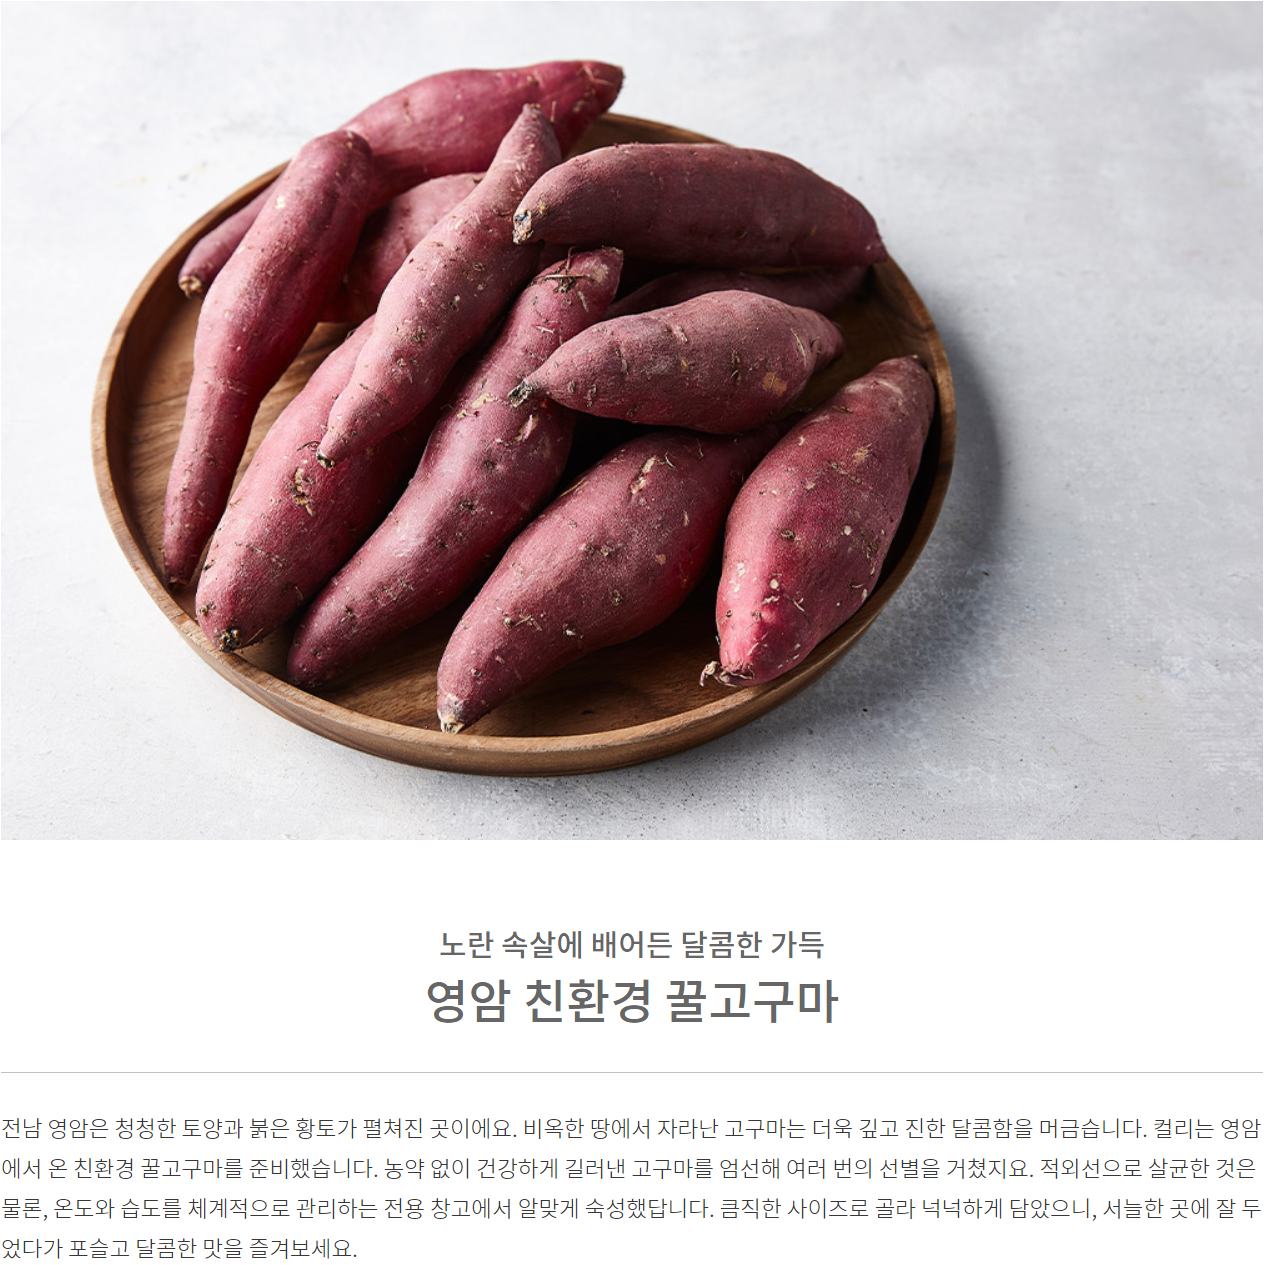 노란 속살에 배어든 달콤한 가득
영암 친환경 꿀고구마
전남 영암은 청청한 토양과 붉은 황토가 펼쳐진 곳이에요. 비옥한 땅에서 자라난 고구마는 더욱 깊고 진한 달콤함을 머금습니다. 컬리는 영암
에서 온 친환경 꿀고구마를 준비했습니다. 농약 없이 건강하게 길러낸 고구마를 엄선해 여러 번의 선별을 거쳤지요. 적외선으로 살균한 것은
물론, 온도와 습도를 체계적으로 관리하는 전용 창고에서 알맞게 숙성했답니다. 큼직한 사이즈로 골라 넉넉하게 담았으니, 서늘한 곳에 잘 두
었다가 포슬고 달콤한 맛을 즐겨보세요.